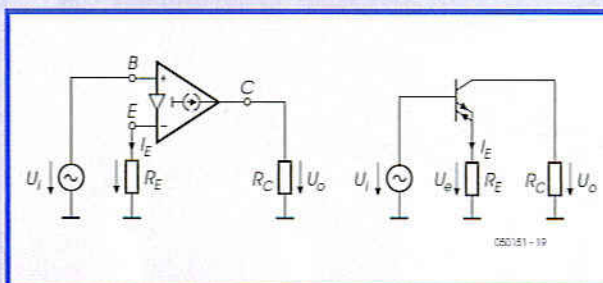 B
+
C
E
−
I_E
U_i
R_E
R_C
U_o
I_E
U_i
U_e
R_E
R_C
U_o
050151 - 19